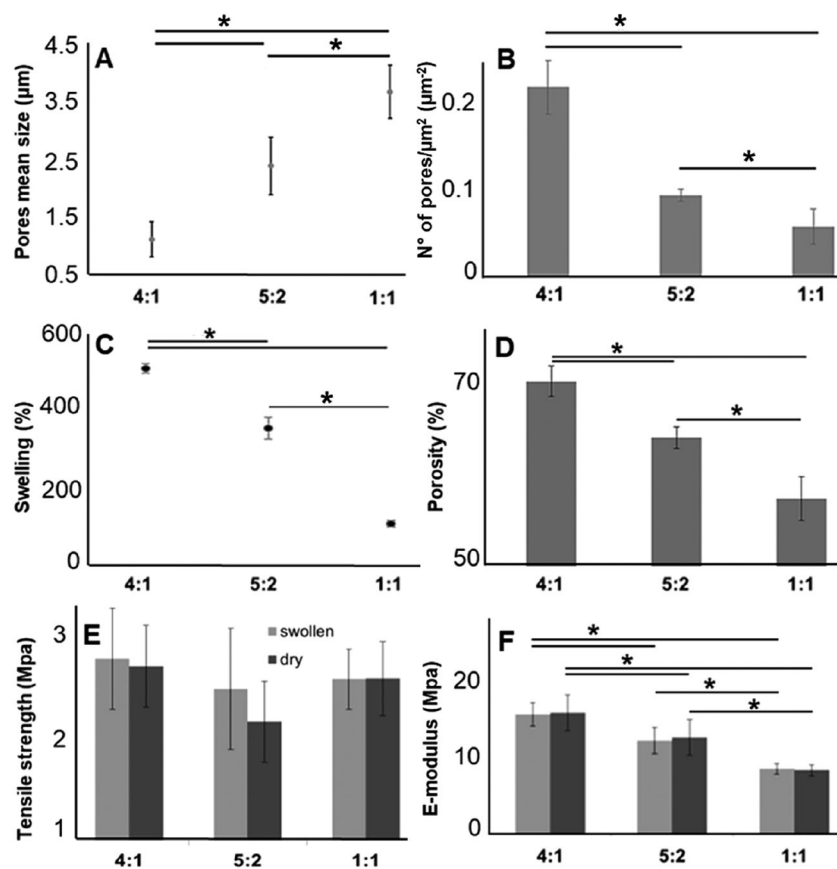 A
Pores mean size (µm)
4.5
3.5
2.5
1.5
0.5
* *
4:1 5:2 1:1
B
N° of pores/µm² (µm⁻²)
0.2
0.1
0
* *
4:1 5:2 1:1
C
Swelling (%)
600
400
200
0
* *
4:1 5:2 1:1
D
Porosity (%)
70
50
* *
4:1 5:2 1:1
E
Tensile strength (Mpa)
3
2
1
swollen
dry
4:1 5:2 1:1
F
E-modulus (Mpa)
20
10
0
* * * *
4:1 5:2 1:1